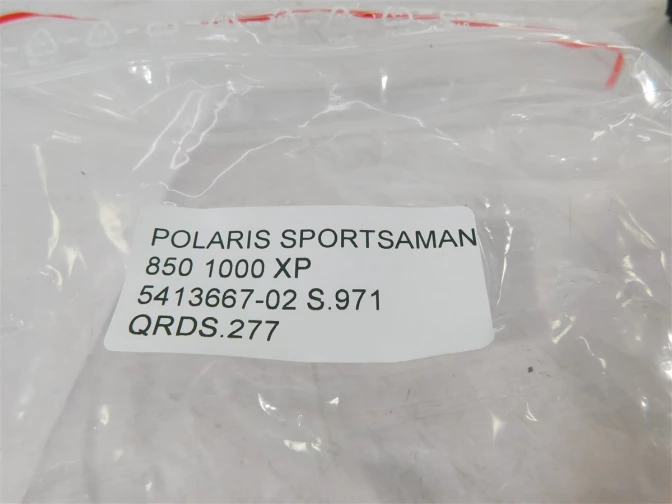 POLARIS SPORTSAMAN
850 1000 XP
5413667-02 S.971
QRDS.277